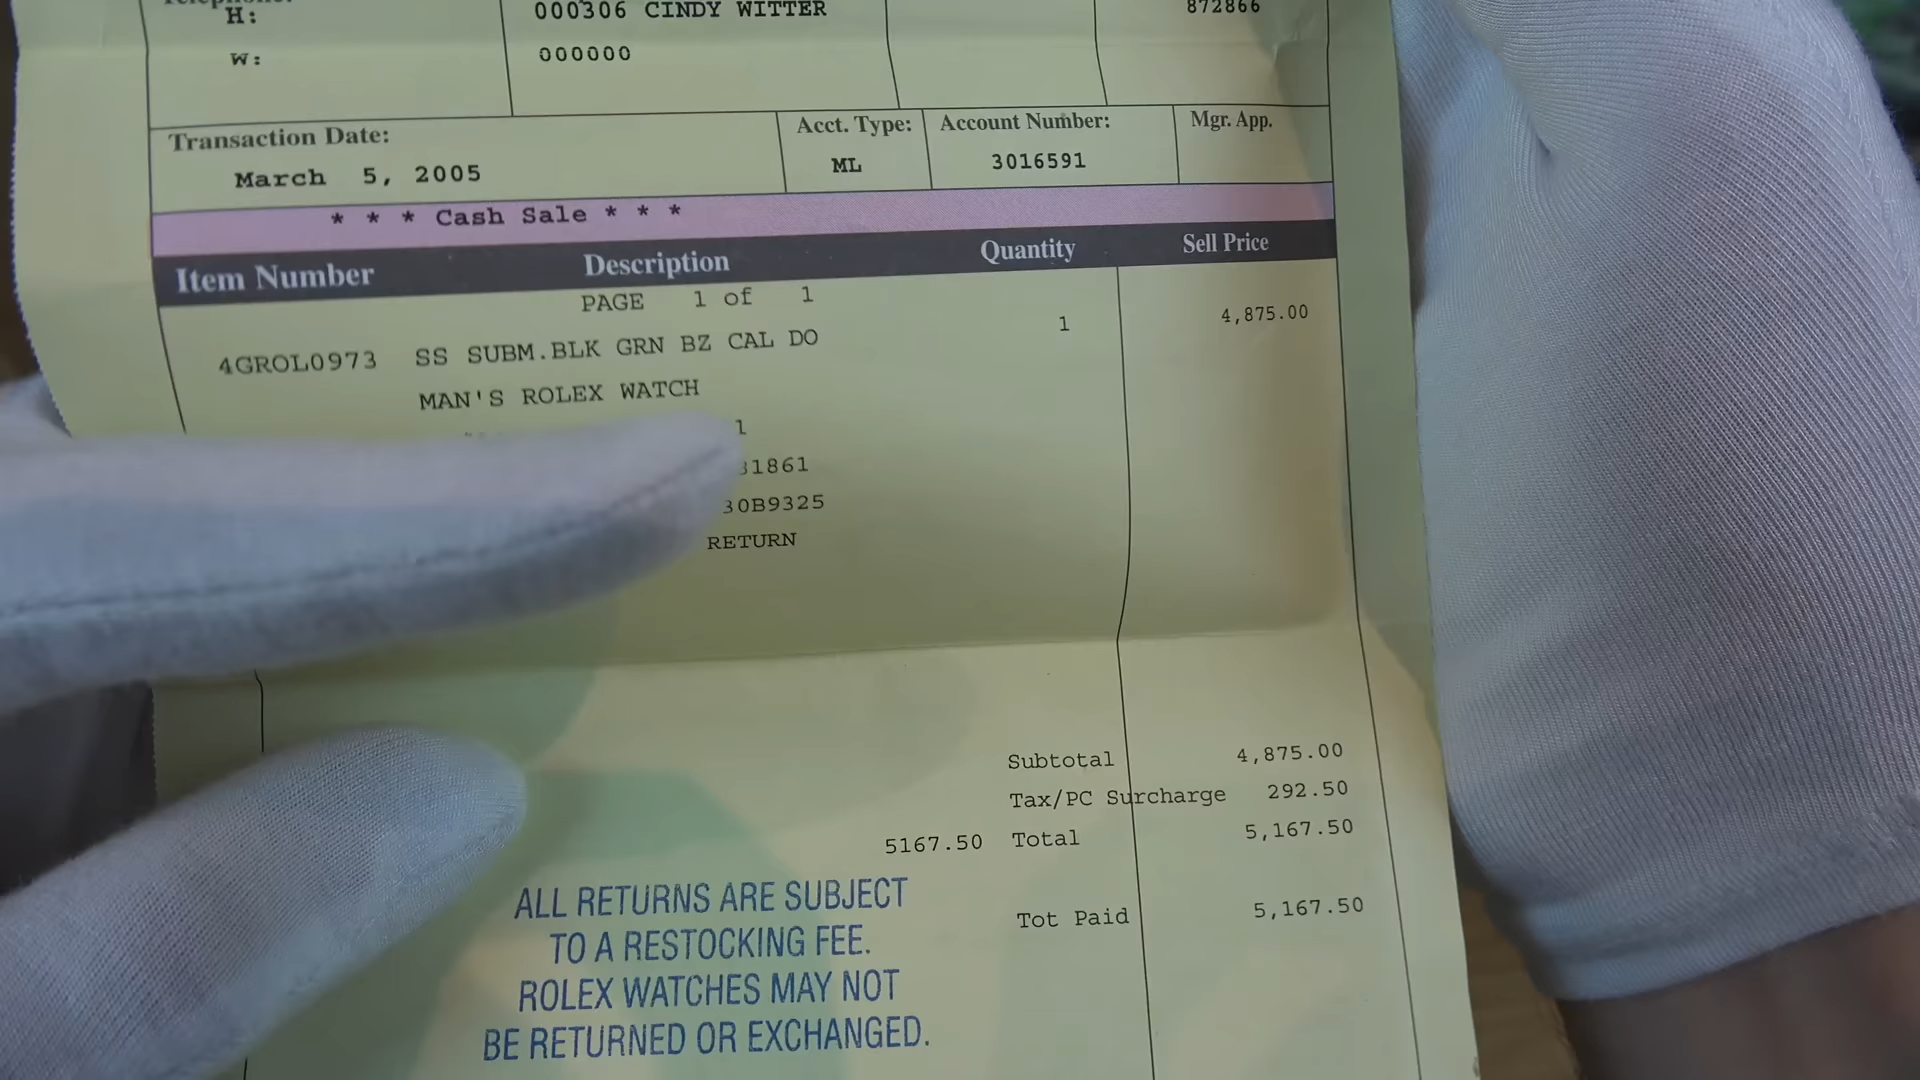 H:
000306 CINDY WITTER
872866
W:
000000
Transaction Date:
March 5, 2005
Acct. Type:
ML
Account Number:
3016591
Mgr. App.
* * * Cash Sale * * *
Item Number Description Quantity Sell Price
PAGE 1 of 1
4GROL0973 SS SUBM.BLK GRN BZ CAL DO 1 4,875.00
MAN'S ROLEX WATCH
1
1861
30B9325
RETURN
Subtotal 4,875.00
Tax/PC Surcharge 292.50
5167.50 Total 5,167.50
Tot Paid 5,167.50
ALL RETURNS ARE SUBJECT
TO A RESTOCKING FEE.
ROLEX WATCHES MAY NOT
BE RETURNED OR EXCHANGED.